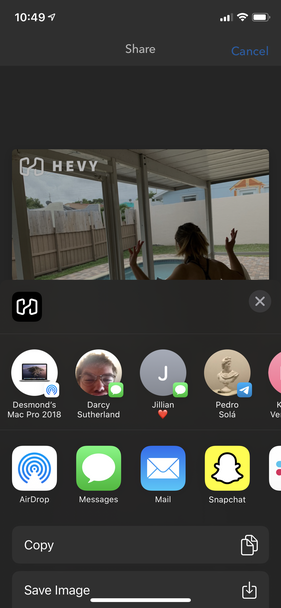 10:49
Share
Cancel
HEVY
Desmond's
Mac Pro 2018
Darcy
Sutherland
Jillian
❤️
J
Pedro
Solá
AirDrop
Messages
Mail
Snapchat
Copy
Save Image